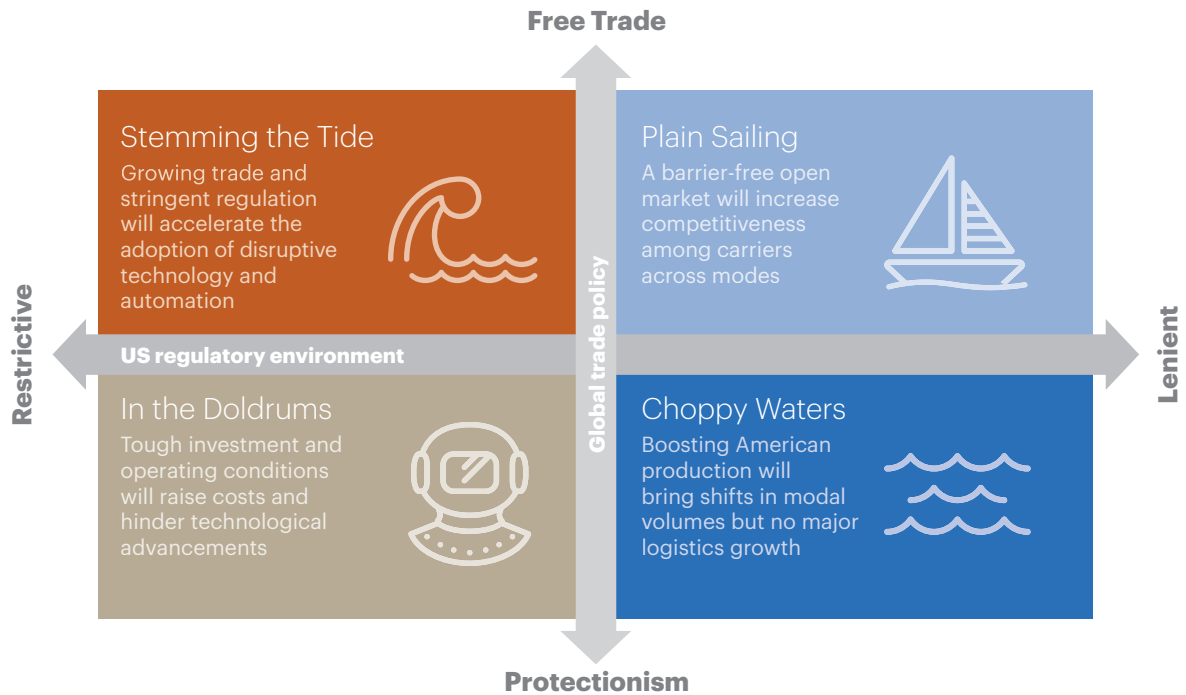 Free Trade
Stemming the Tide
Growing trade and
stringent regulation
will accelerate the
adoption of disruptive
technology and
automation
Plain Sailing
A barrier-free open
market will increase
competitiveness
among carriers
across modes
Restrictive
US regulatory environment
Global trade policy
Lenient
In the Doldrums
Tough investment and
operating conditions
will raise costs and
hinder technological
advancements
Choppy Waters
Boosting American
production will
bring shifts in modal
volumes but no major
logistics growth
Protectionism